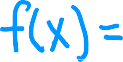 f(x) =